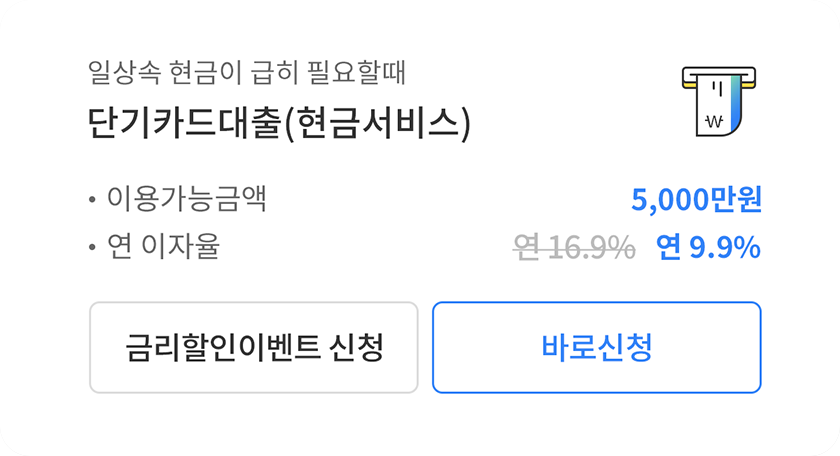 일상속 현금이 급히 필요할때
단기카드대출(현금서비스)
₩
• 이용가능금액 5,000만원
• 연 이자율 연 16.9% 연 9.9%
금리할인이벤트 신청 바로신청